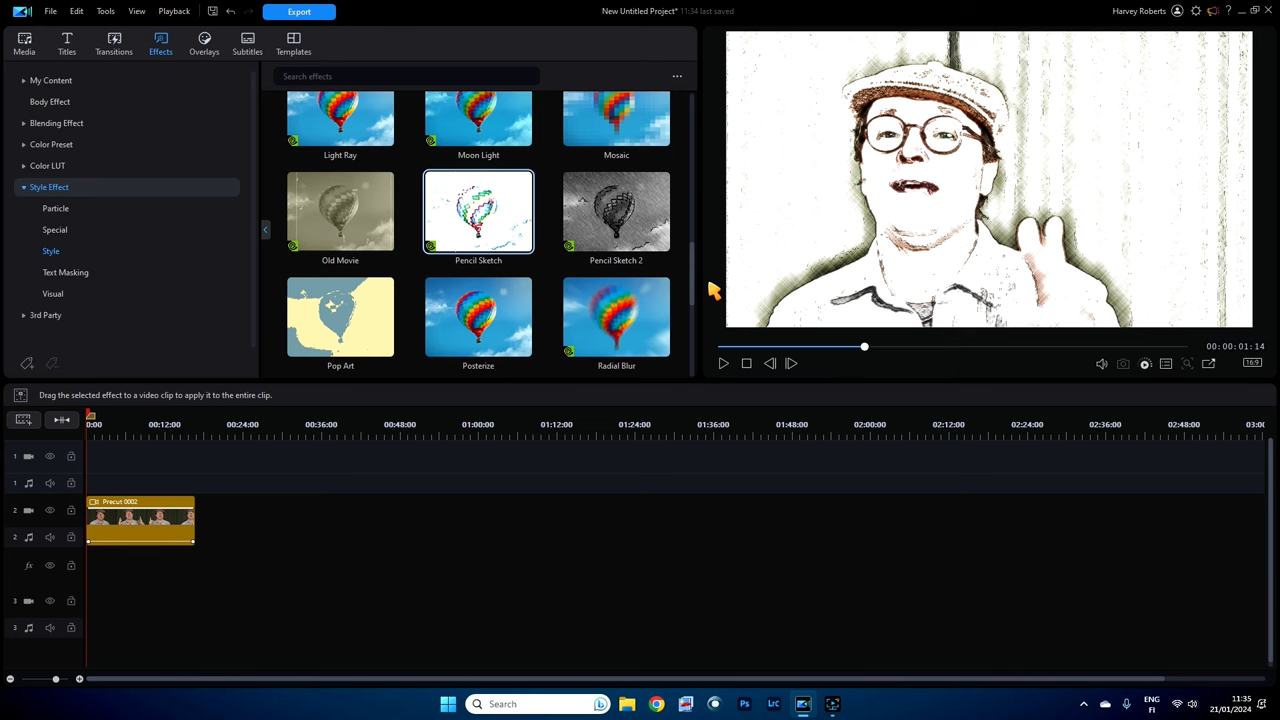 File Edit Tools View Playback Export New Untitled Project* 11:34 last saved Harvey Roberts
Media Titles Transitions Effects Overlays Subtitles Templates
My Content
Body Effect
Blending Effect
Color Preset
Color LUT
Style Effect
Particle
Special
Style
Text Masking
Visual
3rd Party
Search effects
Light Ray Moon Light Mosaic
Old Movie Pencil Sketch Pencil Sketch 2
Pop Art Posterize Radial Blur
00:00:01:14
16:9
Drag the selected effect to a video clip to apply it to the entire clip.
0:00 00:12:00 00:24:00 00:36:00 00:48:00 01:00:00 01:12:00 01:24:00 01:36:00 01:48:00 02:00:00 02:12:00 02:24:00 02:36:00 02:48:00 03:0
1
1
2 Precut 0002
2
fx
3
3
Search Ps Lrc ENG FI 11:35 21/01/2024